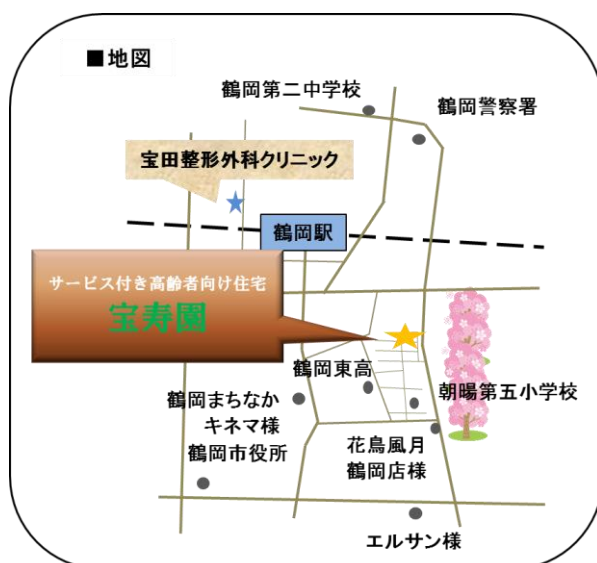 ■地図
鶴岡第二中学校
鶴岡警察署
宝田整形外科クリニック
鶴岡駅
サービス付き高齢者向け住宅
宝寿園
鶴岡東高
鶴岡まちなか
キネマ様
朝暘第五小学校
鶴岡市役所
花鳥風月
鶴岡店様
エルサン様